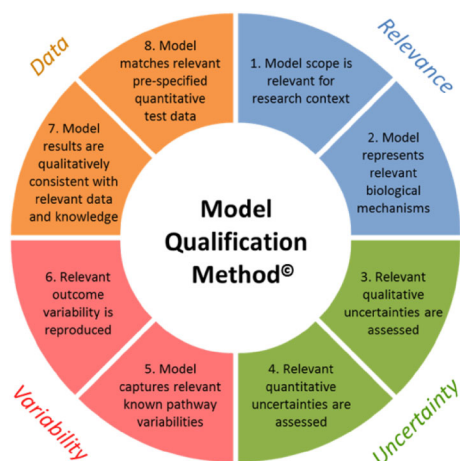 Data
Relevance
8. Model
matches relevant
pre-specified
quantitative
test data
1. Model scope is
relevant for
research context
2. Model
represents
relevant
biological
mechanisms
3. Relevant
qualitative
uncertainties are
assessed
4. Relevant
quantitative
uncertainties are
assessed
5. Model
captures relevant
known pathway
variabilities
6. Relevant
outcome
variability is
reproduced
7. Model
results are
qualitatively
consistent with
relevant data
and knowledge
Model
Qualification
Method©
Variability
Uncertainty